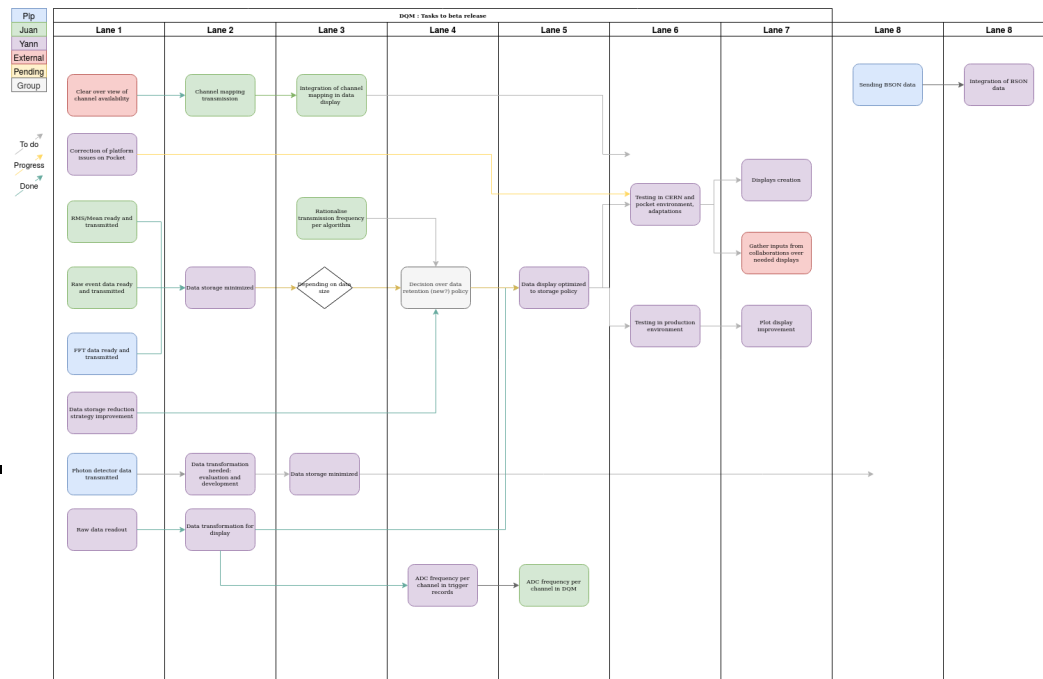 DQM : Tasks to beta release
Pip
Juan
Yann
External
Pending
Group
To do
Progress
Done
Lane 1
Lane 2
Lane 3
Lane 4
Lane 5
Lane 6
Lane 7
Lane 8
Lane 8
Clear over view of
channel availability
Channel mapping
transmission
Integration of channel
mapping in data
display
Sending BSON data
Integration of BSON
data
Correction of platform
issues on Pocket
RMS/Mean ready and
transmitted
Rationalise
transmission frequency
per algorithm
Testing in CERN and
pocket environment,
adaptations
Displays creation
Gather inputs from
collaborations over
needed displays
Raw event data ready
and transmitted
Data storage minimized
Depending on data
size
Decision over data
retention (new?) policy
Data display optimized
to storage policy
Testing in production
environment
Plot display
improvement
FFT data ready and
transmitted
Data storage reduction
strategy improvement
Photon detector data
transmitted
Data transformation
needed:
evaluation and
development
Data storage minimized
Raw data readout
Data transformation for
display
ADC frequency per
channel in trigger
records
ADC frequency per
channel in DQM